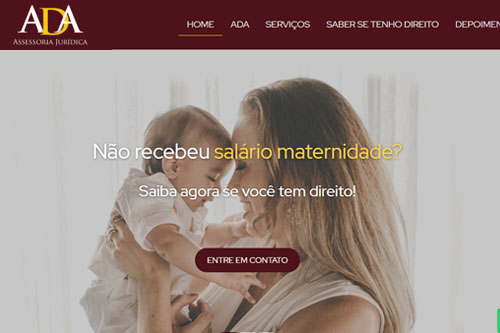 ADA
ASSESSORIA JURÍDICA
HOME ADA SERVIÇOS SABER SE TENHO DIREITO DEPOIMEN
Não recebeu salário maternidade?
Saiba agora se você tem direito!
ENTRE EM CONTATO